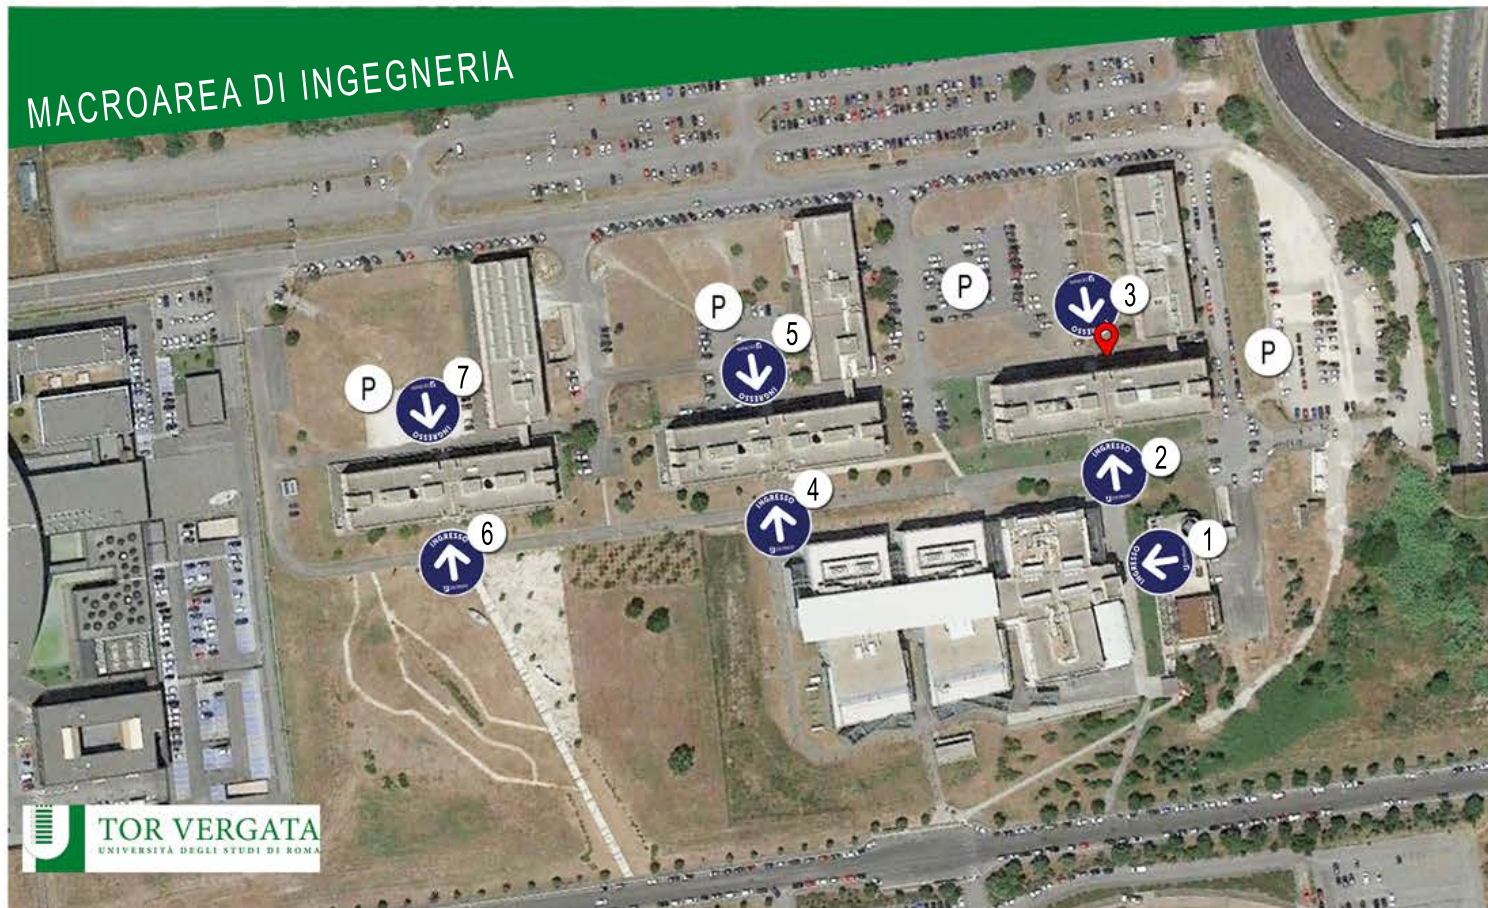 MACROAREA DI INGEGNERIA
P
INGRESSO
3
P
5
INGRESSO
P
7
P
INGRESSO
INGRESSO
2
INGRESSO
4
INGRESSO
6
INGRESSO
1
TOR VERGATA
UNIVERSITÀ DEGLI STUDI DI ROMA